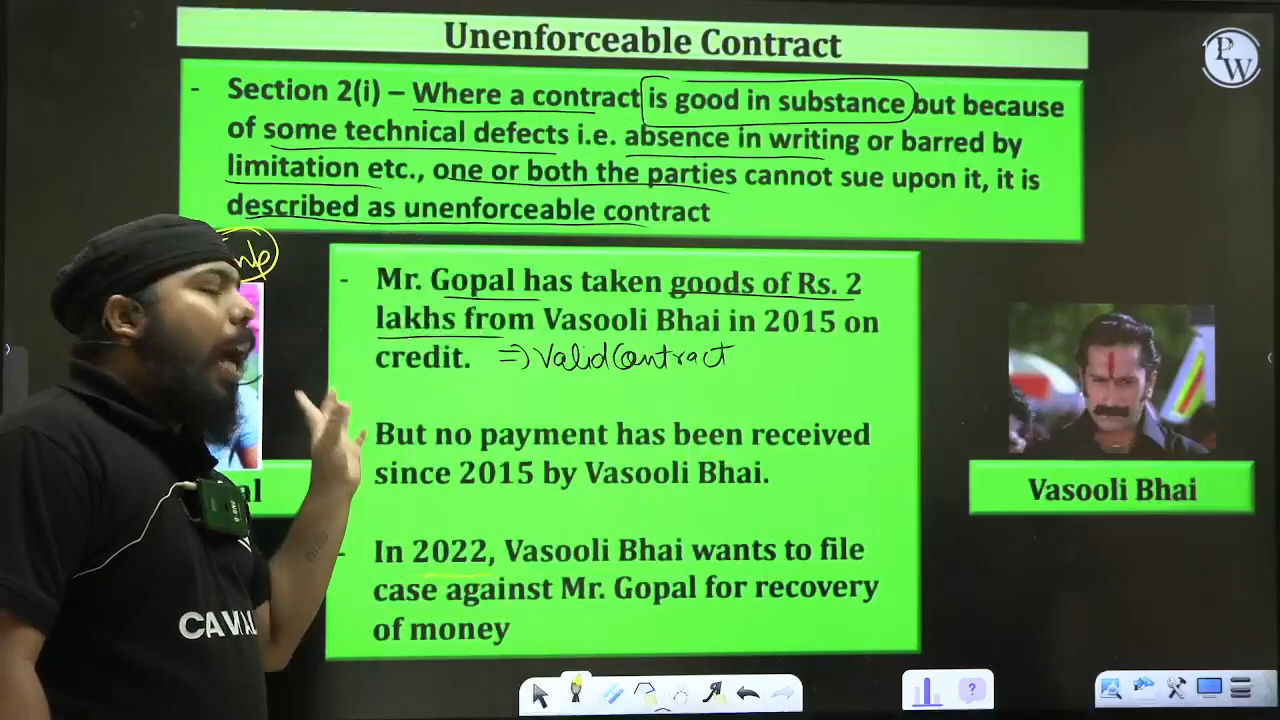 Unenforceable Contract
PW
- Section 2(i) – Where a contract is good in substance but because
of some technical defects i.e. absence in writing or barred by
limitation etc., one or both the parties cannot sue upon it, it is
described as unenforceable contract
Imp
- Mr. Gopal has taken goods of Rs. 2
lakhs from Vasooli Bhai in 2015 on
credit. => Valid Contract
But no payment has been received
since 2015 by Vasooli Bhai.
- In 2022, Vasooli Bhai wants to file
case against Mr. Gopal for recovery
of money
al
Vasooli Bhai